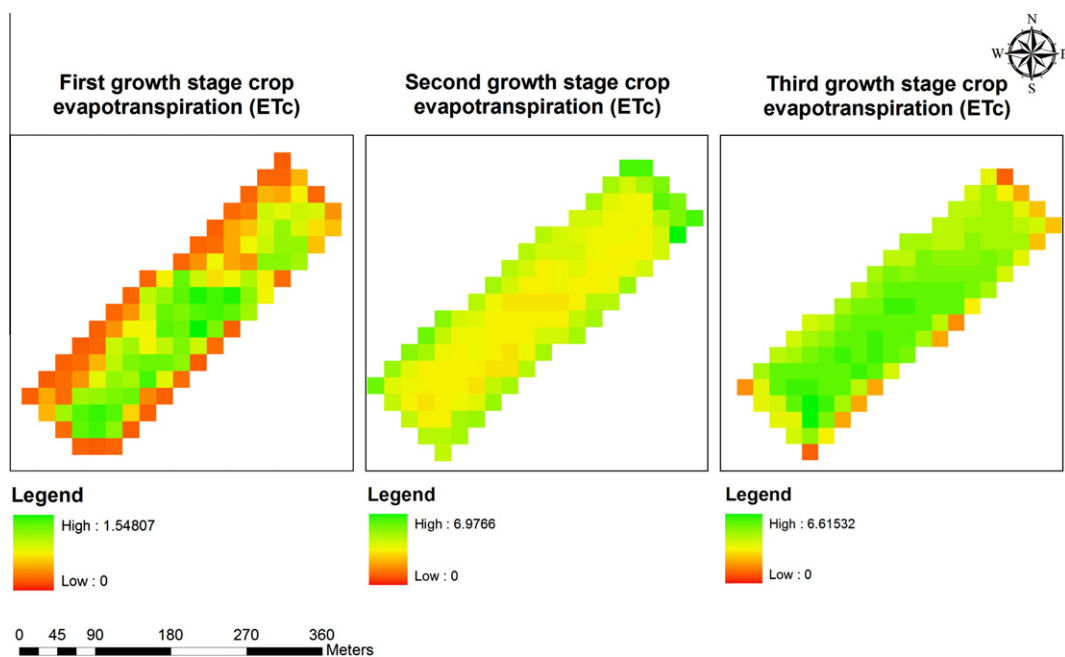 N
W E
S
First growth stage crop
evapotranspiration (ETc)
Second growth stage crop
evapotranspiration (ETc)
Third growth stage crop
evapotranspiration (ETc)
Legend
High : 1.54807
Low : 0
Legend
High : 6.9766
Low : 0
Legend
High : 6.61532
Low : 0
0 45 90 180 270 360
Meters